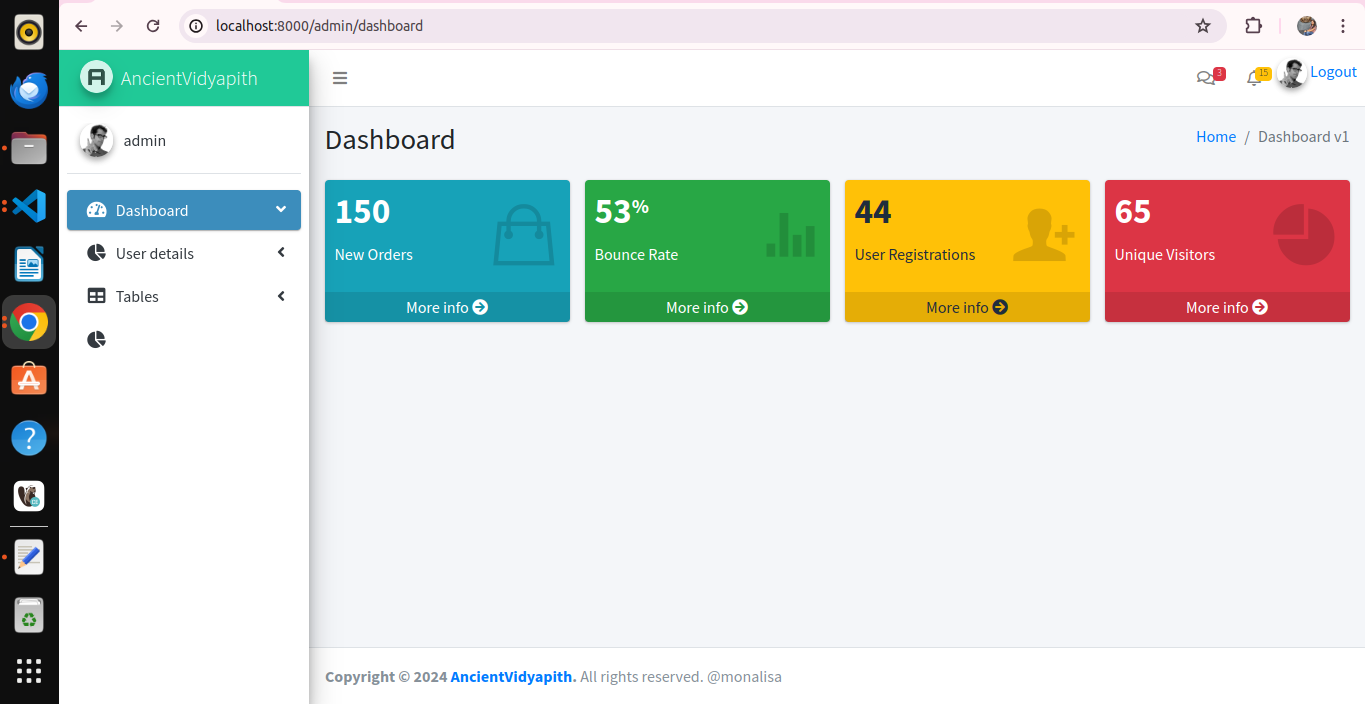 localhost:8000/admin/dashboard
AncientVidyapith
3
15
Logout
admin
Dashboard
User details
Tables
Dashboard
Home / Dashboard v1
150
New Orders
More info
53%
Bounce Rate
More info
44
User Registrations
More info
65
Unique Visitors
More info
Copyright © 2024 AncientVidyapith. All rights reserved. @monalisa